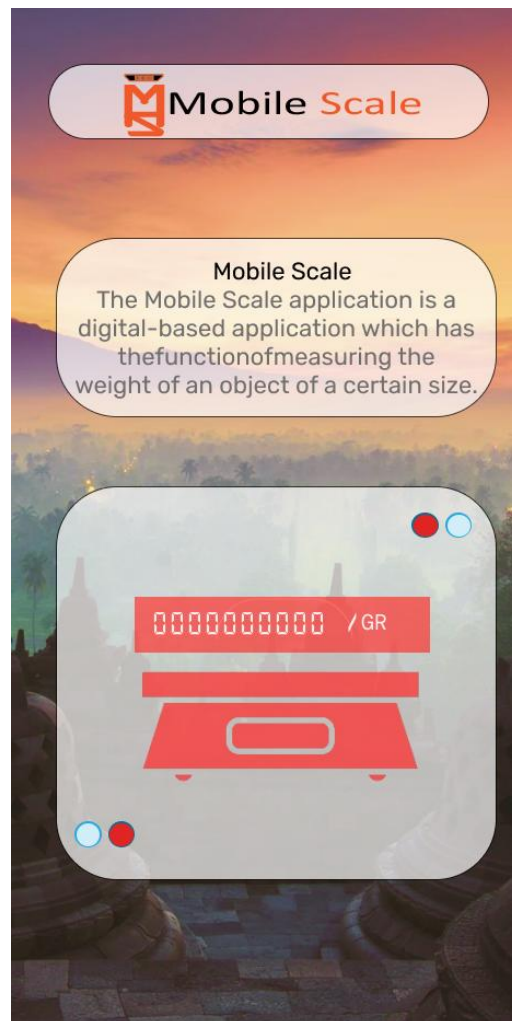 Mobile Scale
Mobile Scale
The Mobile Scale application is a
digital-based application which has
thefunctionofmeasuring the
weight of an object of a certain size.
0000000000 /GR